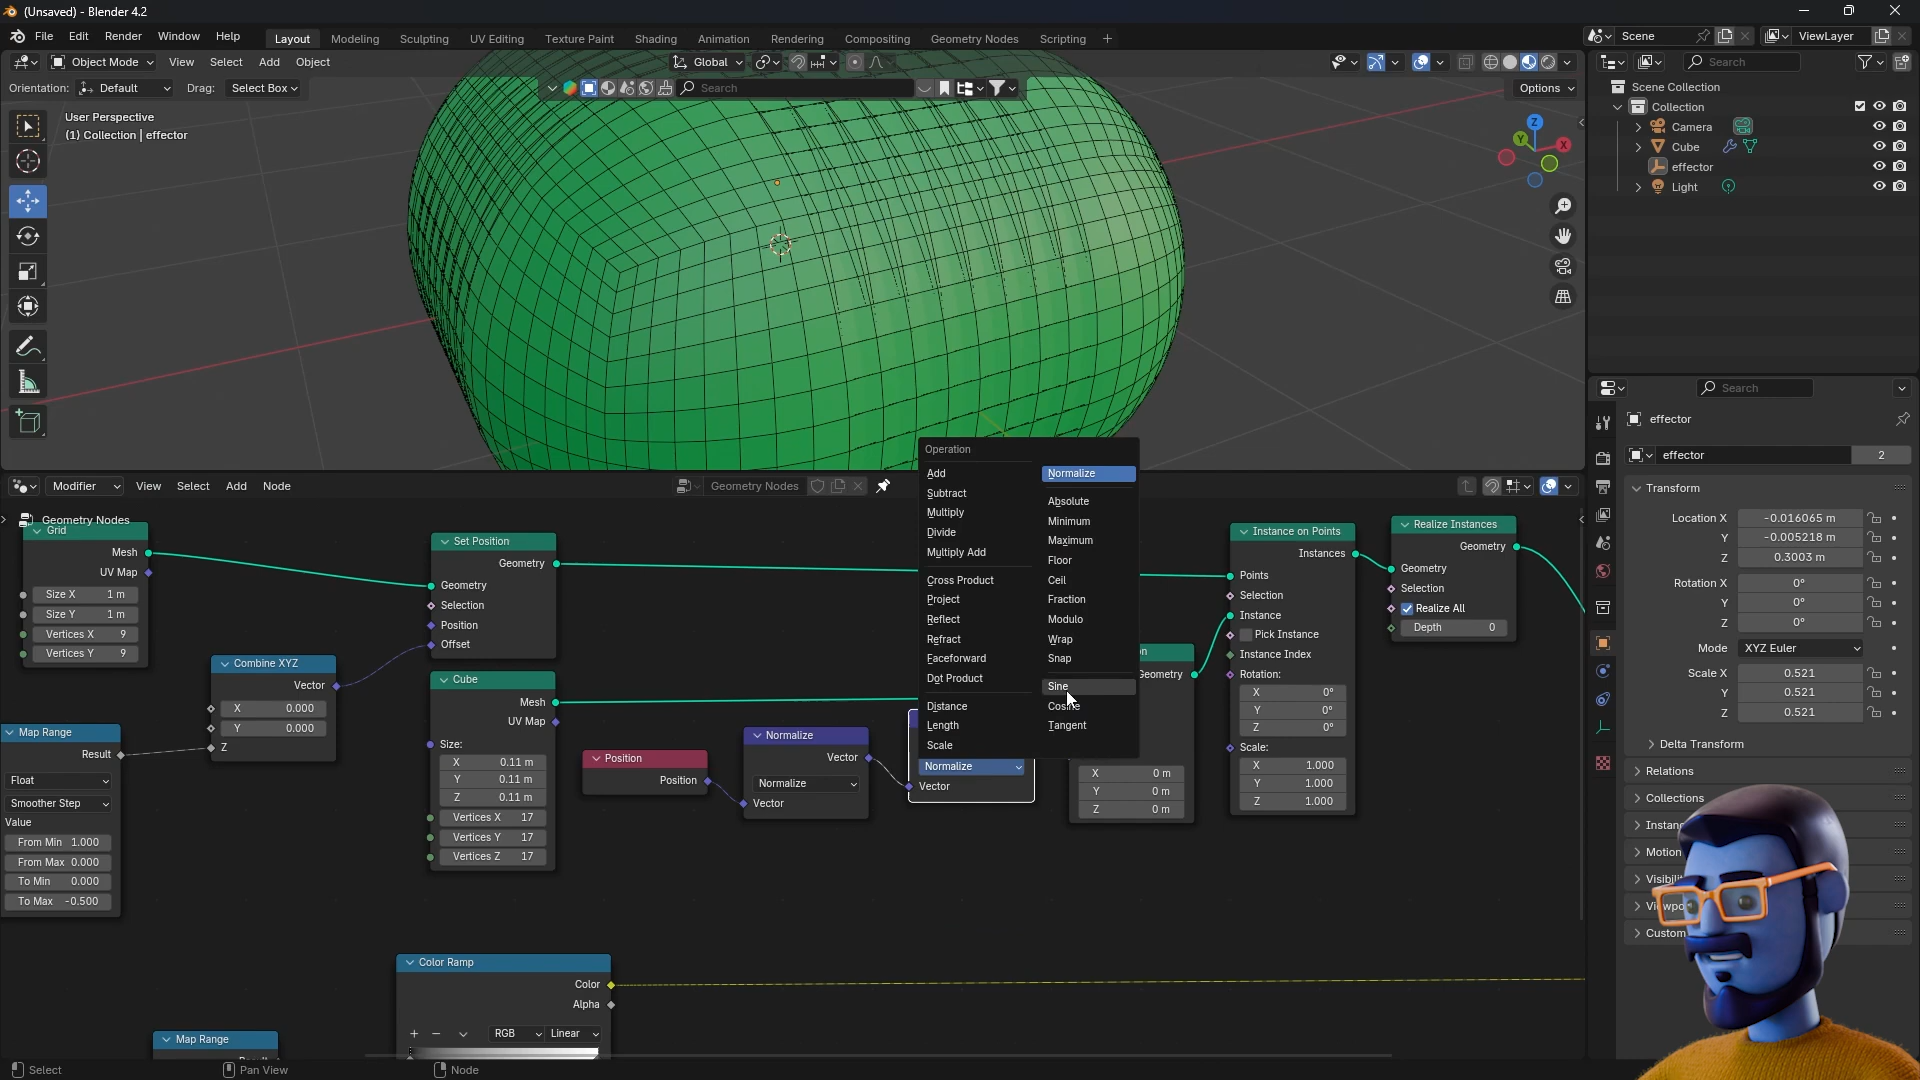 (Unsaved) - Blender 4.2
File Edit Render Window Help Layout Modeling Sculpting UV Editing Texture Paint Shading Animation Rendering Compositing Geometry Nodes Scripting +
Scene ViewLayer
Object Mode View Select Add Object Global Search
Orientation: Default Drag: Select Box Search Options
User Perspective
(1) Collection | effector
Z
Y
X
Scene Collection
Collection
Camera
Cube
effector
Light
Search
effector
effector 2
Transform
Location X -0.016065 m
Y -0.005218 m
Z 0.3003 m
Rotation X 0°
Y 0°
Z 0°
Mode XYZ Euler
Scale X 0.521
Y 0.521
Z 0.521
Delta Transform
Relations
Collections
Instan
Motion
Visibilit
Viewpo
Custom
Modifier View Select Add Node Geometry Nodes
Geometry Nodes
Grid
Mesh
UV Map
Size X 1 m
Size Y 1 m
Vertices X 9
Vertices Y 9
Map Range
Result
Float
Smoother Step
Value
From Min 1.000
From Max 0.000
To Min 0.000
To Max -0.500
Combine XYZ
Vector
X 0.000
Y 0.000
Z
Set Position
Geometry
Geometry
Selection
Position
Offset
Cube
Mesh
UV Map
Size:
X 0.11 m
Y 0.11 m
Z 0.11 m
Vertices X 17
Vertices Y 17
Vertices Z 17
Position
Position
Normalize
Vector
Normalize
Vector
Operation
Add
Subtract
Multiply
Divide
Multiply Add
Cross Product
Project
Reflect
Refract
Faceforward
Dot Product
Distance
Length
Scale
Normalize
Absolute
Minimum
Maximum
Floor
Ceil
Fraction
Modulo
Wrap
Snap
Sine
Cosine
Tangent
Normalize
Vector
n
Geometry
X 0 m
Y 0 m
Z 0 m
Instance on Points
Instances
Points
Selection
Instance
Pick Instance
Instance Index
Rotation:
X 0°
Y 0°
Z 0°
Scale:
X 1.000
Y 1.000
Z 1.000
Realize Instances
Geometry
Geometry
Selection
Realize All
Depth 0
Color Ramp
Color
Alpha
+ − RGB Linear
Map Range
Result
Select Pan View Node